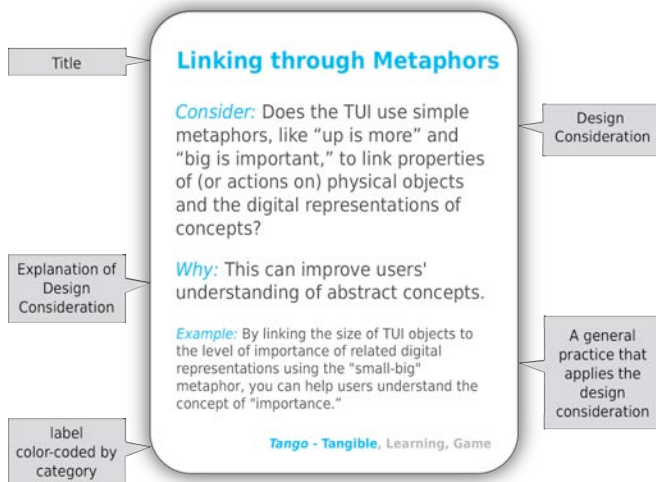 Title
Linking through Metaphors
Consider: Does the TUI use simple
metaphors, like “up is more” and
“big is important,” to link properties
of (or actions on) physical objects
and the digital representations of
concepts?
Design
Consideration
Explanation of
Design
Consideration
Why: This can improve users'
understanding of abstract concepts.
Example: By linking the size of TUI objects to
the level of importance of related digital
representations using the "small-big"
metaphor, you can help users understand the
concept of "importance.”
A general
practice that
applies the
design
consideration
label
color-coded by
category
Tango - Tangible, Learning, Game